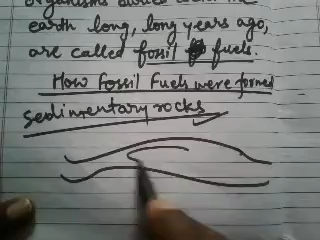 earth long, long years ago,
are called fossil fuels.
How Fossil Fuels were formed
sedimentary rocks